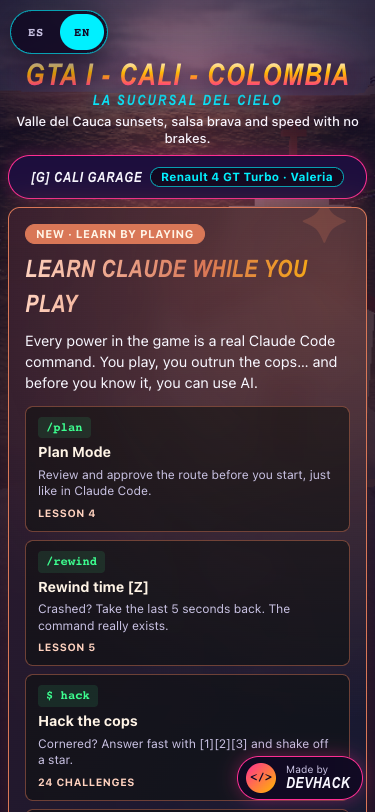 ES EN
GTA I - CALI - COLOMBIA
LA SUCURSAL DEL CIELO
Valle del Cauca sunsets, salsa brava and speed with no
brakes.
[G] CALI GARAGE Renault 4 GT Turbo · Valeria
NEW · LEARN BY PLAYING
LEARN CLAUDE WHILE YOU
PLAY
Every power in the game is a real Claude Code
command. You play, you outrun the cops... and
before you know it, you can use AI.
/plan
Plan Mode
Review and approve the route before you start, just
like in Claude Code.
LESSON 4
/rewind
Rewind time [Z]
Crashed? Take the last 5 seconds back. The
command really exists.
LESSON 5
$ hack
Hack the cops
Cornered? Answer fast with [1][2][3] and shake off
a star.
24 CHALLENGES
</>
Made by
DEVHACK